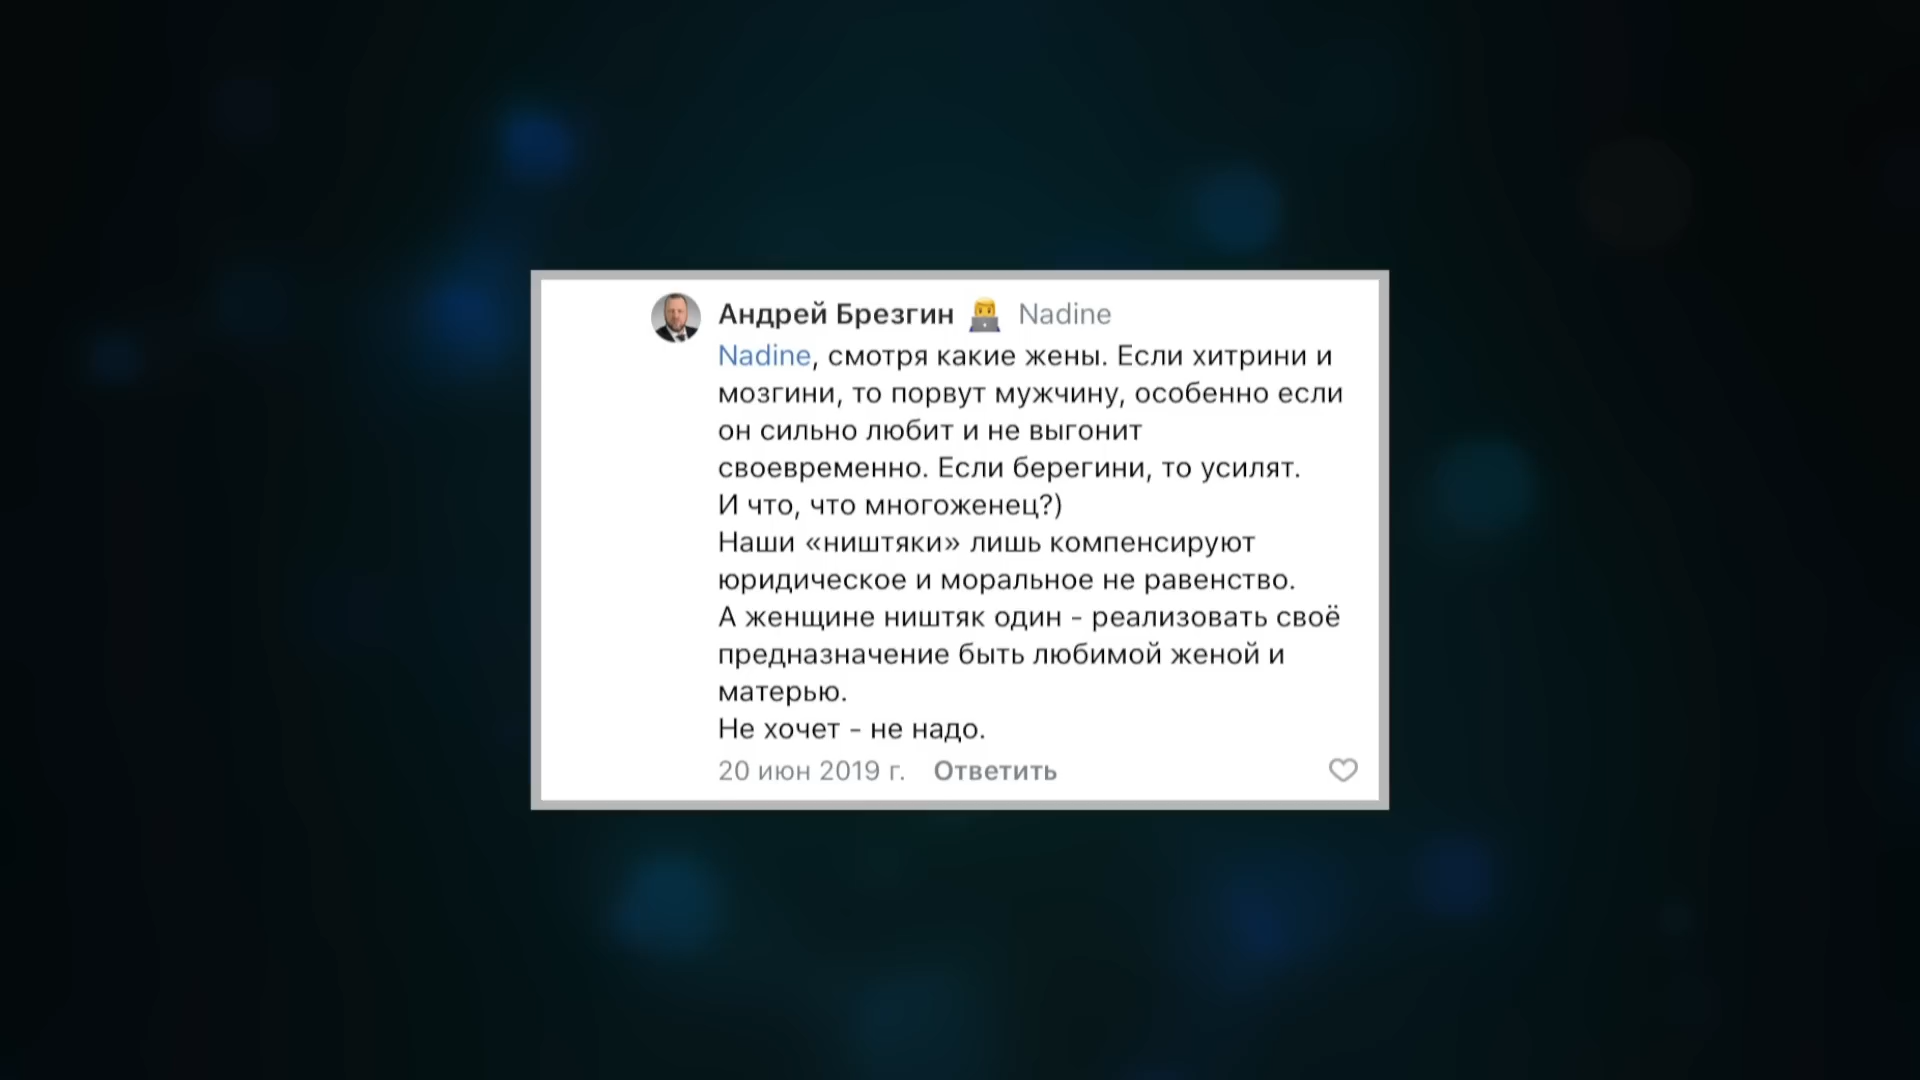 Андрей Брезгин 👨‍💻 Nadine
Nadine, смотря какие жены. Если хитрини и
мозгини, то порвут мужчину, особенно если
он сильно любит и не выгонит
своевременно. Если берегини, то усилят.
И что, что многоженец?)
Наши «ништяки» лишь компенсируют
юридическое и моральное не равенство.
А женщине ништяк один - реализовать своё
предназначение быть любимой женой и
матерью.
Не хочет - не надо.
20 июн 2019 г. Ответить